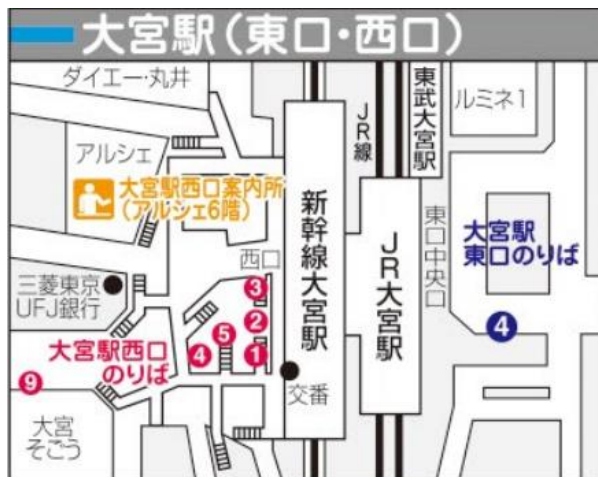 大宮駅(東口・西口)
ダイエー・丸井
アルシェ
大宮駅西口案内所
(アルシェ6階)
西口
三菱東京
UFJ銀行
大宮駅西口
のりば
3
2
5
4
1
9
大宮
そごう
交番
新幹線大宮駅
JR線
JR大宮駅
東武大宮駅
ルミネ1
東口中央口
大宮駅
東口のりば
4